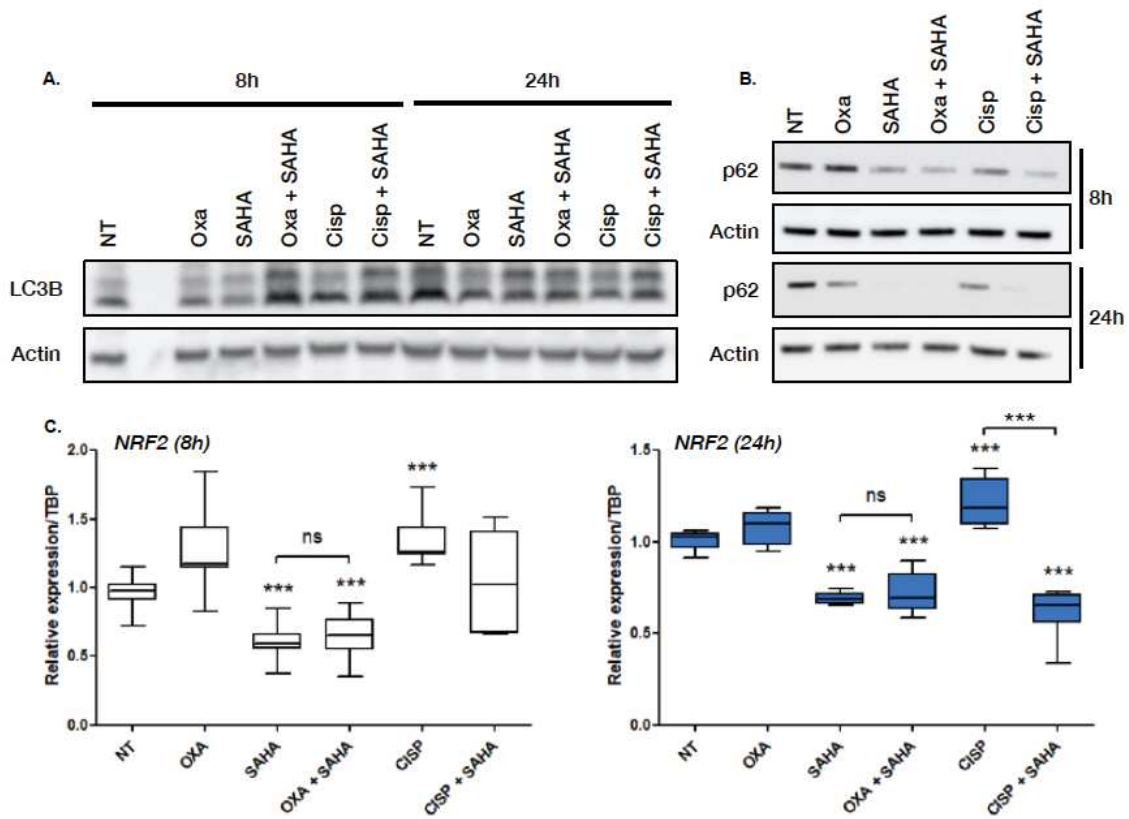 A.
8h
24h
NT
Oxa
SAHA
Oxa + SAHA
Cisp
Cisp + SAHA
NT
Oxa
SAHA
Oxa + SAHA
Cisp
Cisp + SAHA
LC3B
Actin
B.
NT
Oxa
SAHA
Oxa + SAHA
Cisp
Cisp + SAHA
p62
Actin
8h
p62
Actin
24h
C.
NRF2 (8h)
Relative expression/TBP
2.0
1.5
1.0
0.5
0.0
***
ns
***
***
NT
OXA
SAHA
OXA + SAHA
CISP
CISP + SAHA
NRF2 (24h)
Relative expression/TBP
1.5
1.0
0.5
0.0
***
***
ns
***
***
***
NT
OXA
SAHA
OXA + SAHA
CISP
CISP + SAHA